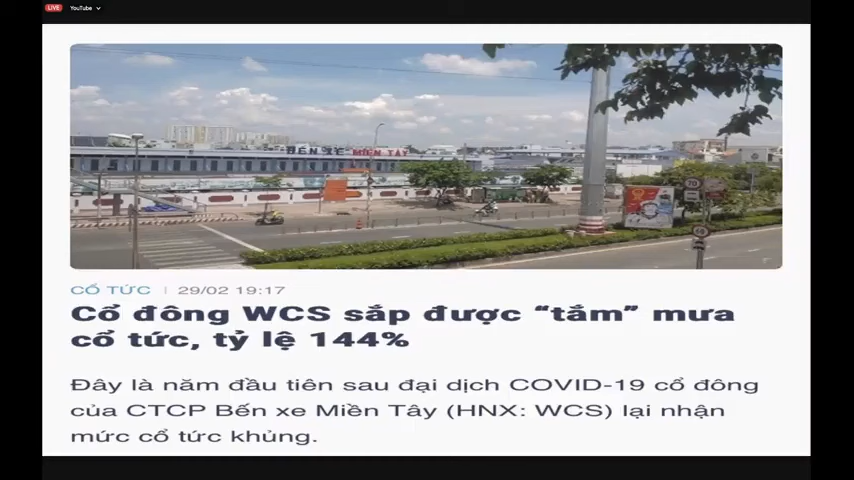 LIVE YouTube
BẾN XE MIỀN TÂY
70
CỔ TỨC | 29/02 19:17
Cổ đông WCS sắp được “tắm” mưa
cổ tức, tỷ lệ 144%
Đây là năm đầu tiên sau đại dịch COVID-19 cổ đông
của CTCP Bến xe Miền Tây (HNX: WCS) lại nhận
mức cổ tức khủng.